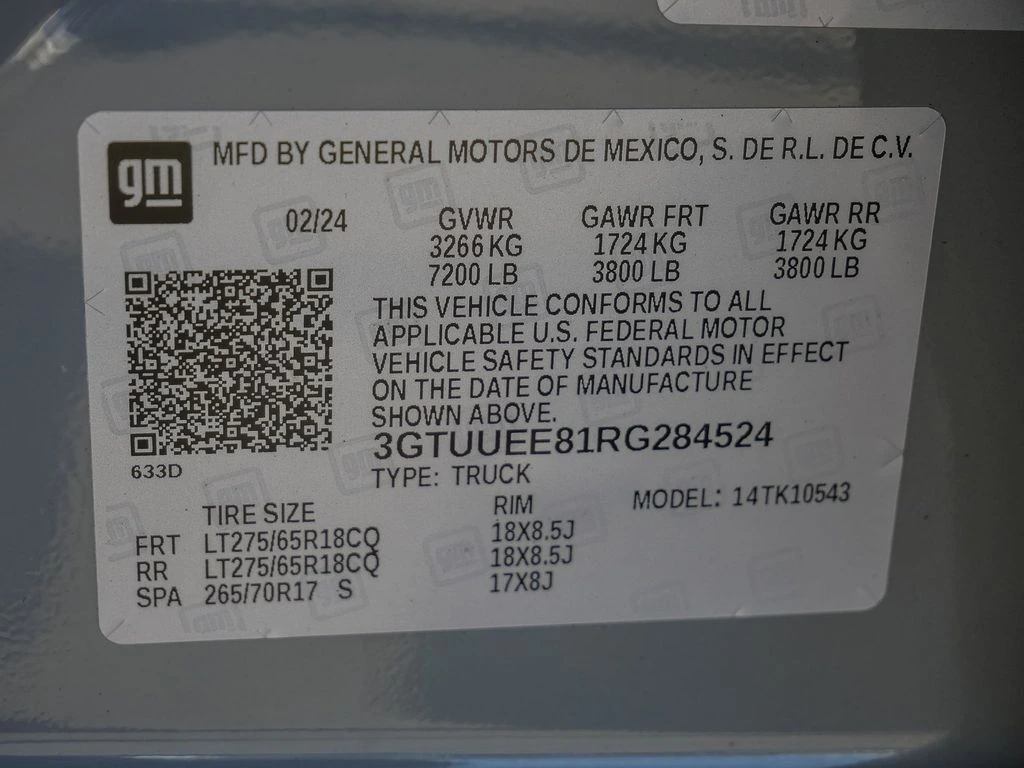 gm
MFD BY GENERAL MOTORS DE MEXICO, S. DE R.L. DE C.V.
02/24 GVWR GAWR FRT GAWR RR
3266 KG 1724 KG 1724 KG
7200 LB 3800 LB 3800 LB
THIS VEHICLE CONFORMS TO ALL
APPLICABLE U.S. FEDERAL MOTOR
VEHICLE SAFETY STANDARDS IN EFFECT
ON THE DATE OF MANUFACTURE
SHOWN ABOVE.
3GTUUEE81RG284524
633D
TYPE: TRUCK
MODEL: 14TK10543
TIRE SIZE RIM
FRT LT275/65R18CQ 18X8.5J
RR LT275/65R18CQ 18X8.5J
SPA 265/70R17 S 17X8J